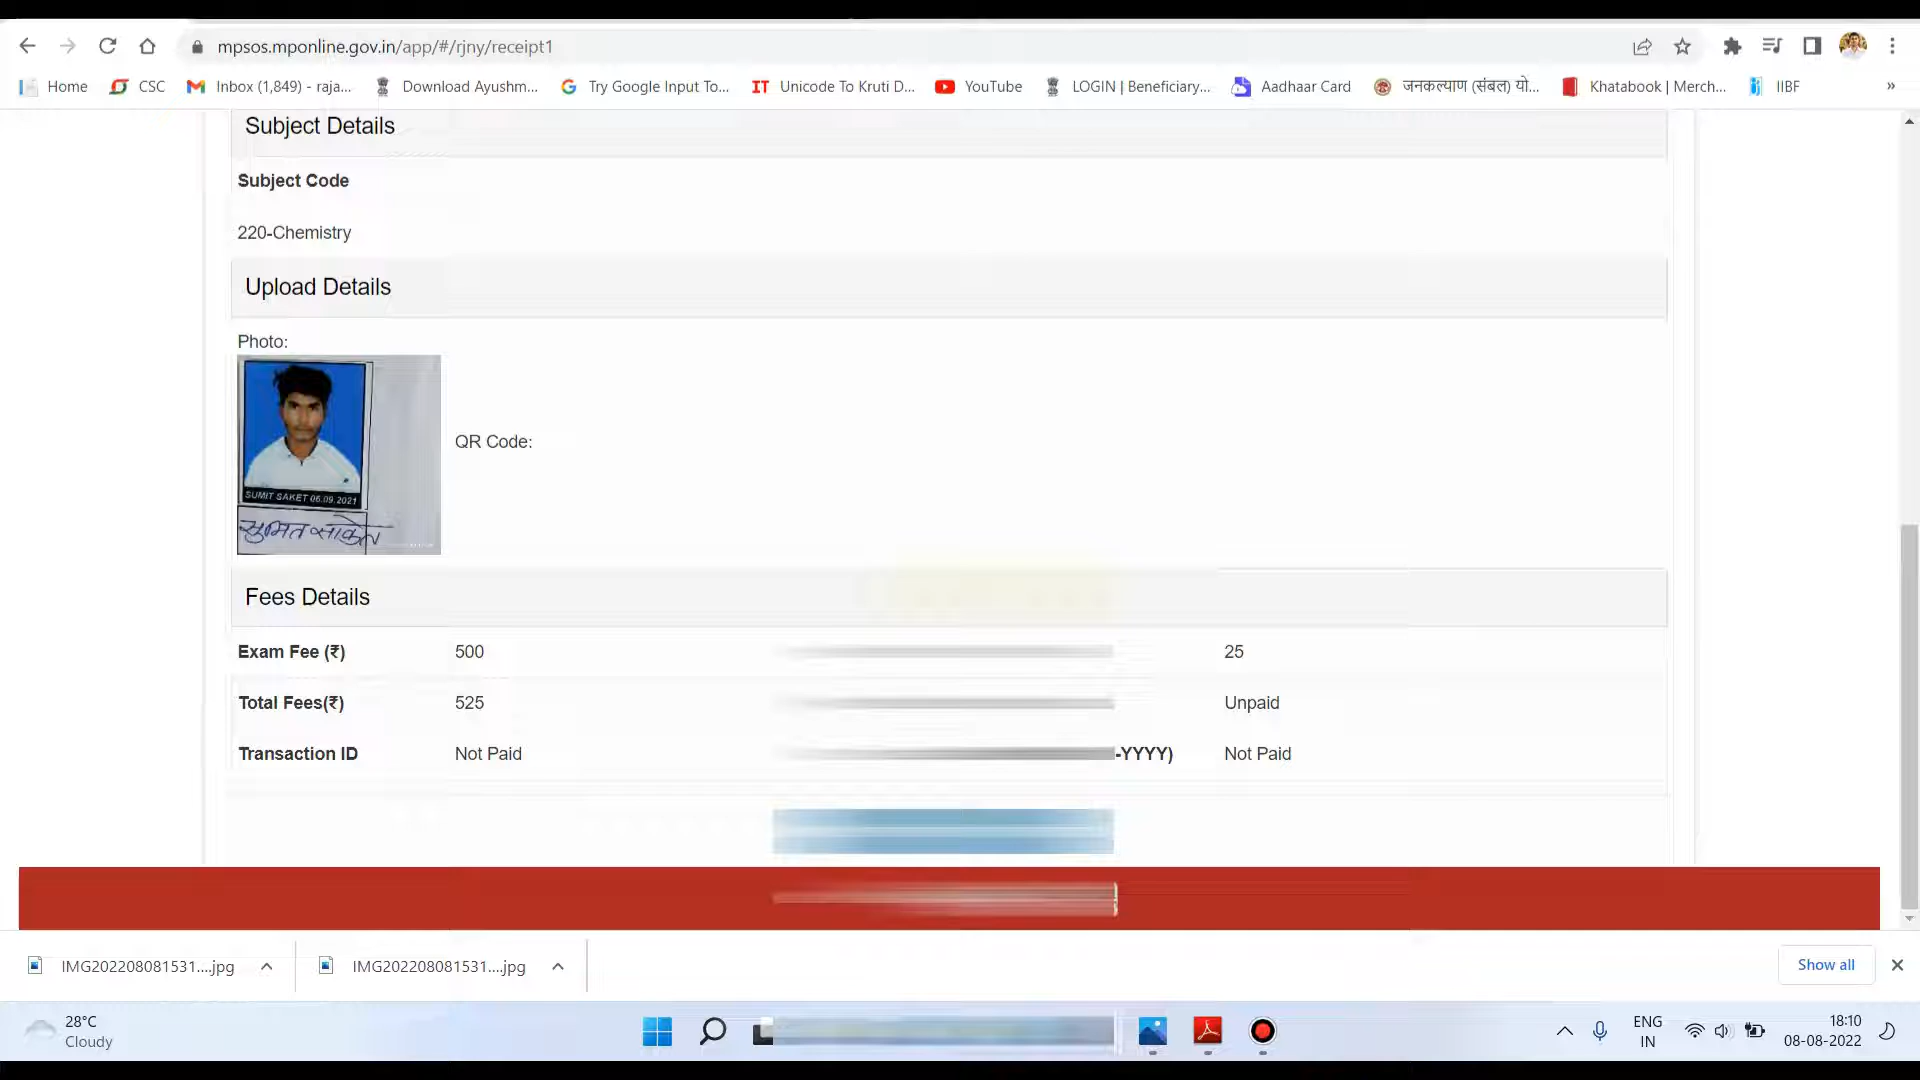 mpsos.mponline.gov.in/app/#/rjny/receipt1
Home CSC Inbox (1,849) - raja... Download Ayushm... Try Google Input To... Unicode To Kruti D... YouTube LOGIN | Beneficiary... Aadhaar Card जनकल्याण (संबल) यो... Khatabook | Merch... IIBF »
Subject Details
Subject Code
220-Chemistry
Upload Details
Photo:
SUMIT SAKET 06.09.2021
सुमित साकेत
QR Code:
Fees Details
Exam Fee (₹) 500 25
Total Fees(₹) 525 Unpaid
Transaction ID Not Paid -YYYY) Not Paid
IMG202208081531....jpg IMG202208081531....jpg Show all
28°C
Cloudy
ENG
IN
18:10
08-08-2022